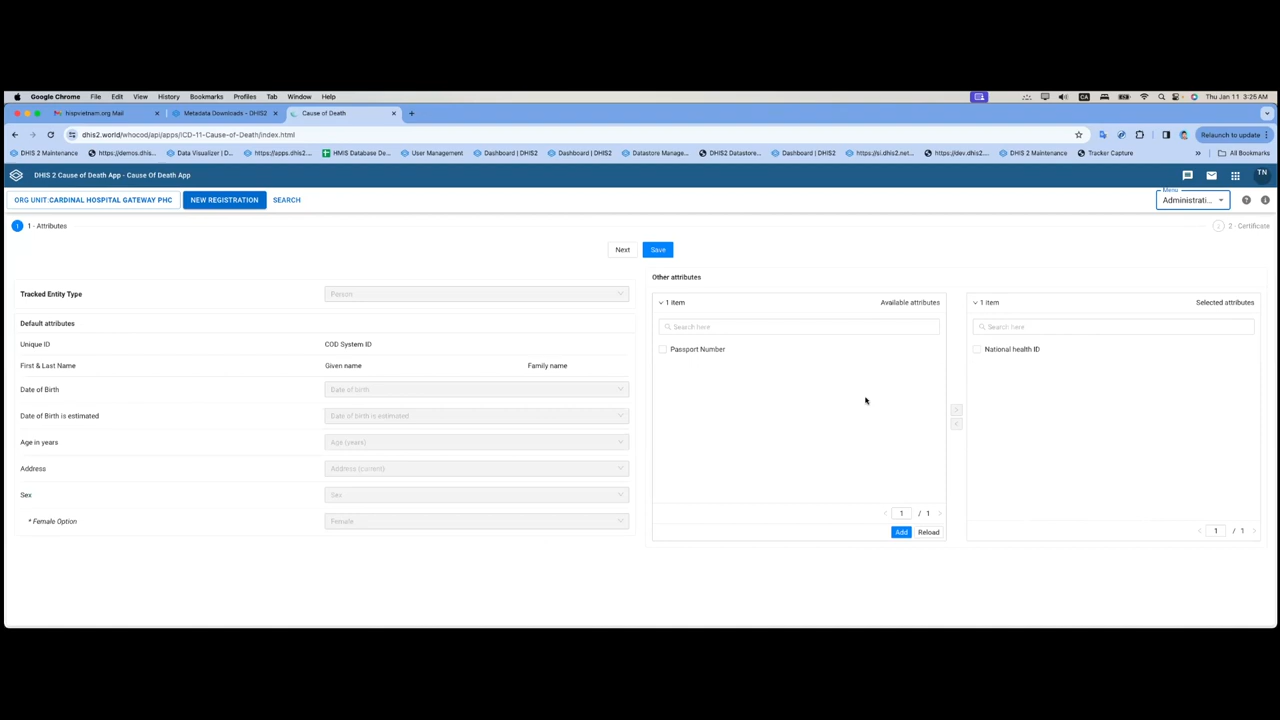 Google Chrome File Edit View History Bookmarks Profiles Tab Window Help CA Thu Jan 11 3:25 AM
hispvietnam.org Mail Metadata Downloads - DHIS2 Cause of Death
dhis2.world/whocod/api/apps/ICD-11-Cause-of-Death/index.html Relaunch to update
DHIS 2 Maintenance https://demos.dhis... Data Visualizer | D... https://apps.dhis2... HMIS Database De... User Management Dashboard | DHIS2 Dashboard | DHIS2 Datastore Manage... DHIS2 Datastore... Dashboard | DHIS2 https://si.dhis2.net... https://dev.dhis2... DHIS 2 Maintenance Tracker Capture » All Bookmarks
DHIS 2 Cause of Death App - Cause Of Death App TN
Menu
ORG UNIT:CARDINAL HOSPITAL GATEWAY PHC NEW REGISTRATION SEARCH Administrati...
1 1 - Attributes 2 - Certificate
Next Save
Other attributes
Tracked Entity Type Person
1 item Available attributes
1 item Selected attributes
Default attributes
Search here
Search here
Unique ID COD System ID
Passport Number
National health ID
First & Last Name Given name Family name
Date of Birth Date of birth
Date of Birth is estimated Date of birth is estimated
Age in years Age (years)
Address Address (current)
Sex Sex
* Female Option Female
< 1 / 1 >
Add Reload
< 1 / 1 >